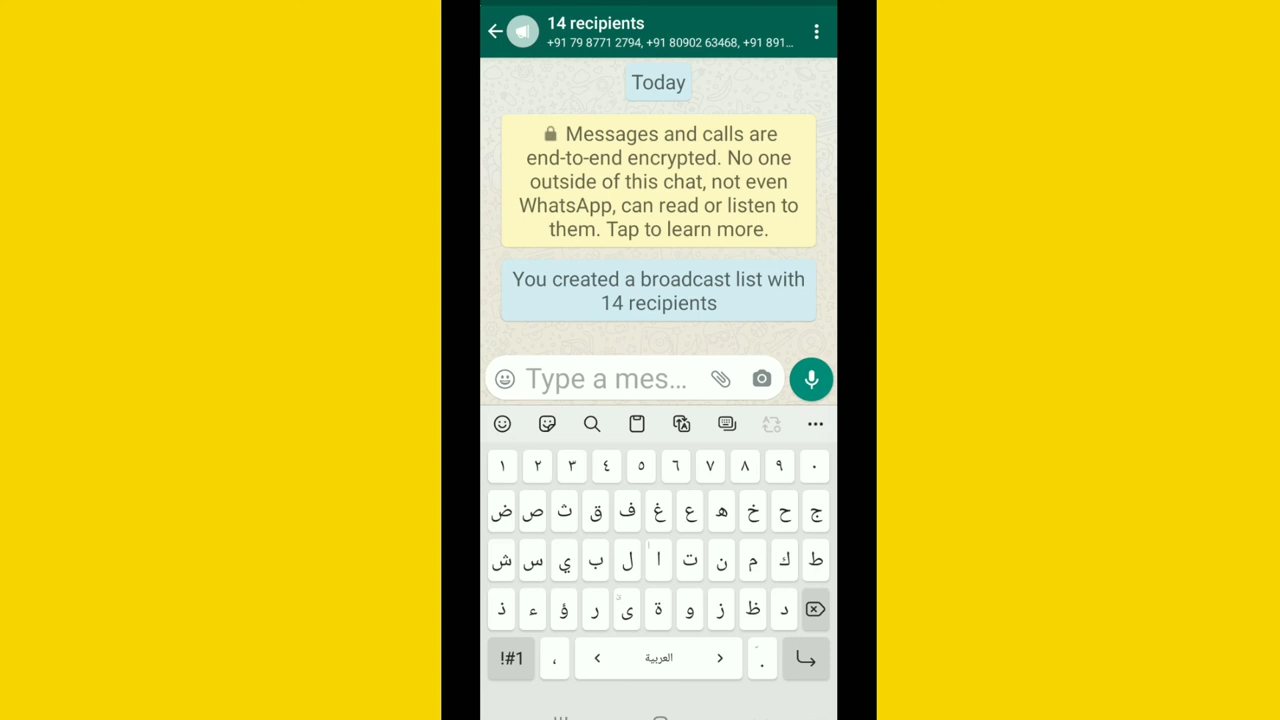 14 recipients
+91 79 8771 2794, +91 80902 63468, +91 891...
Today
Messages and calls are
end-to-end encrypted. No one
outside of this chat, not even
WhatsApp, can read or listen to
them. Tap to learn more.
You created a broadcast list with
14 recipients
Type a mes...
١ ٢ ٣ ٤ ٥ ٦ ٧ ٨ ٩ ٠
ض ص ث ق ف غ ع ه خ ح ج
ش س ي ب ل ا ت ن م ك ط
ذ ء ؤ ر ى ة و ز ظ د
!#1 ، < العربية > .